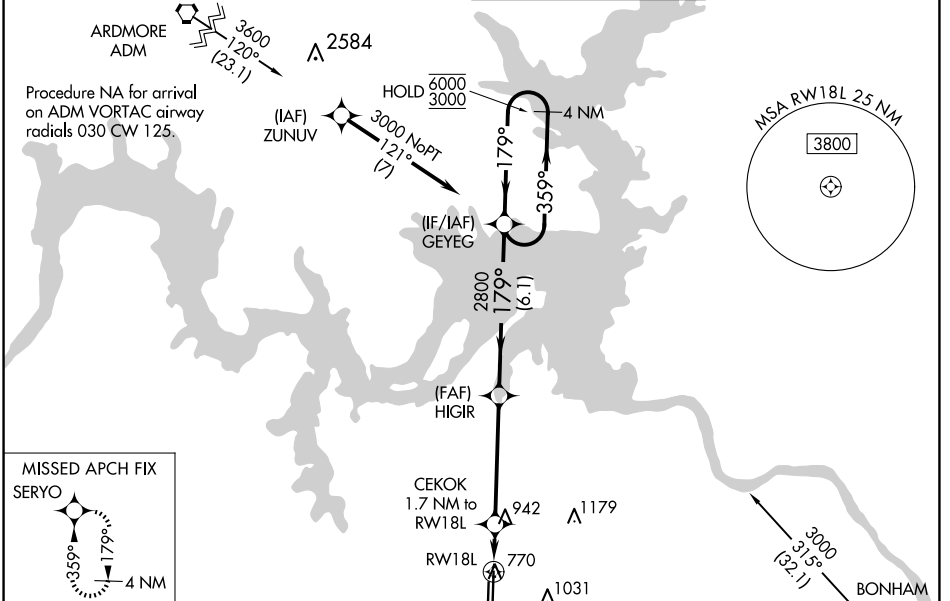 ARDMORE
ADM
3600
120°
(23.1)
2584
Procedure NA for arrival
on ADM VORTAC airway
radials 030 CW 125.
(IAF)
ZUNUV
3000 NoPT
121°
(7)
HOLD 6000
3000
4 NM
179°
359°
MSA RW18L 25 NM
3800
(IF/IAF)
GEYEG
2800
179°
(6.1)
(FAF)
HIGIR
CEKOK
1.7 NM to
RW18L
942
1179
RW18L
770
1031
MISSED APCH FIX
SERYO
359°
179°
4 NM
3000
315°
(32.1)
BONHAM